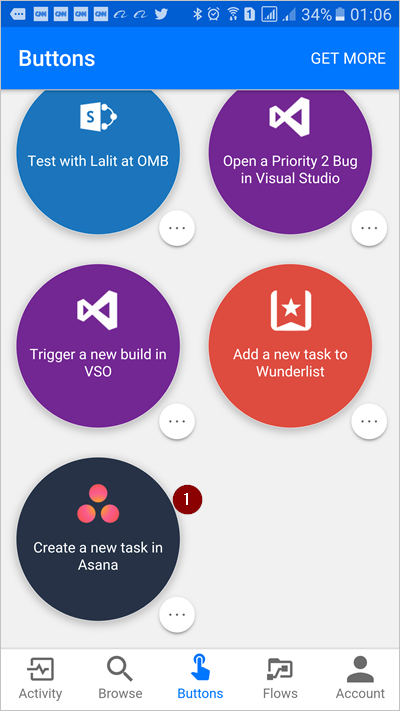 CNN CNN CNN CNN 1 34% 01:06
Buttons GET MORE
S
Test with Lalit at OMB
Open a Priority 2 Bug
in Visual Studio
Trigger a new build in
VSO
Add a new task to
Wunderlist
1
Create a new task in
Asana
Activity Browse Buttons Flows Account